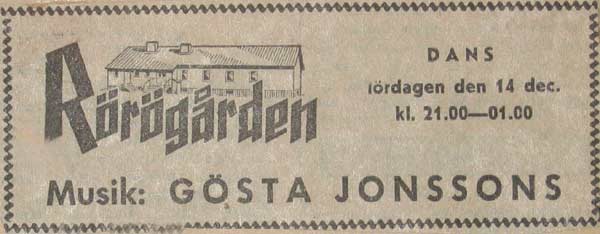 Rörögården
DANS
lördagen den 14 dec.
kl. 21.00—01.00
Musik: GÖSTA JONSSONS